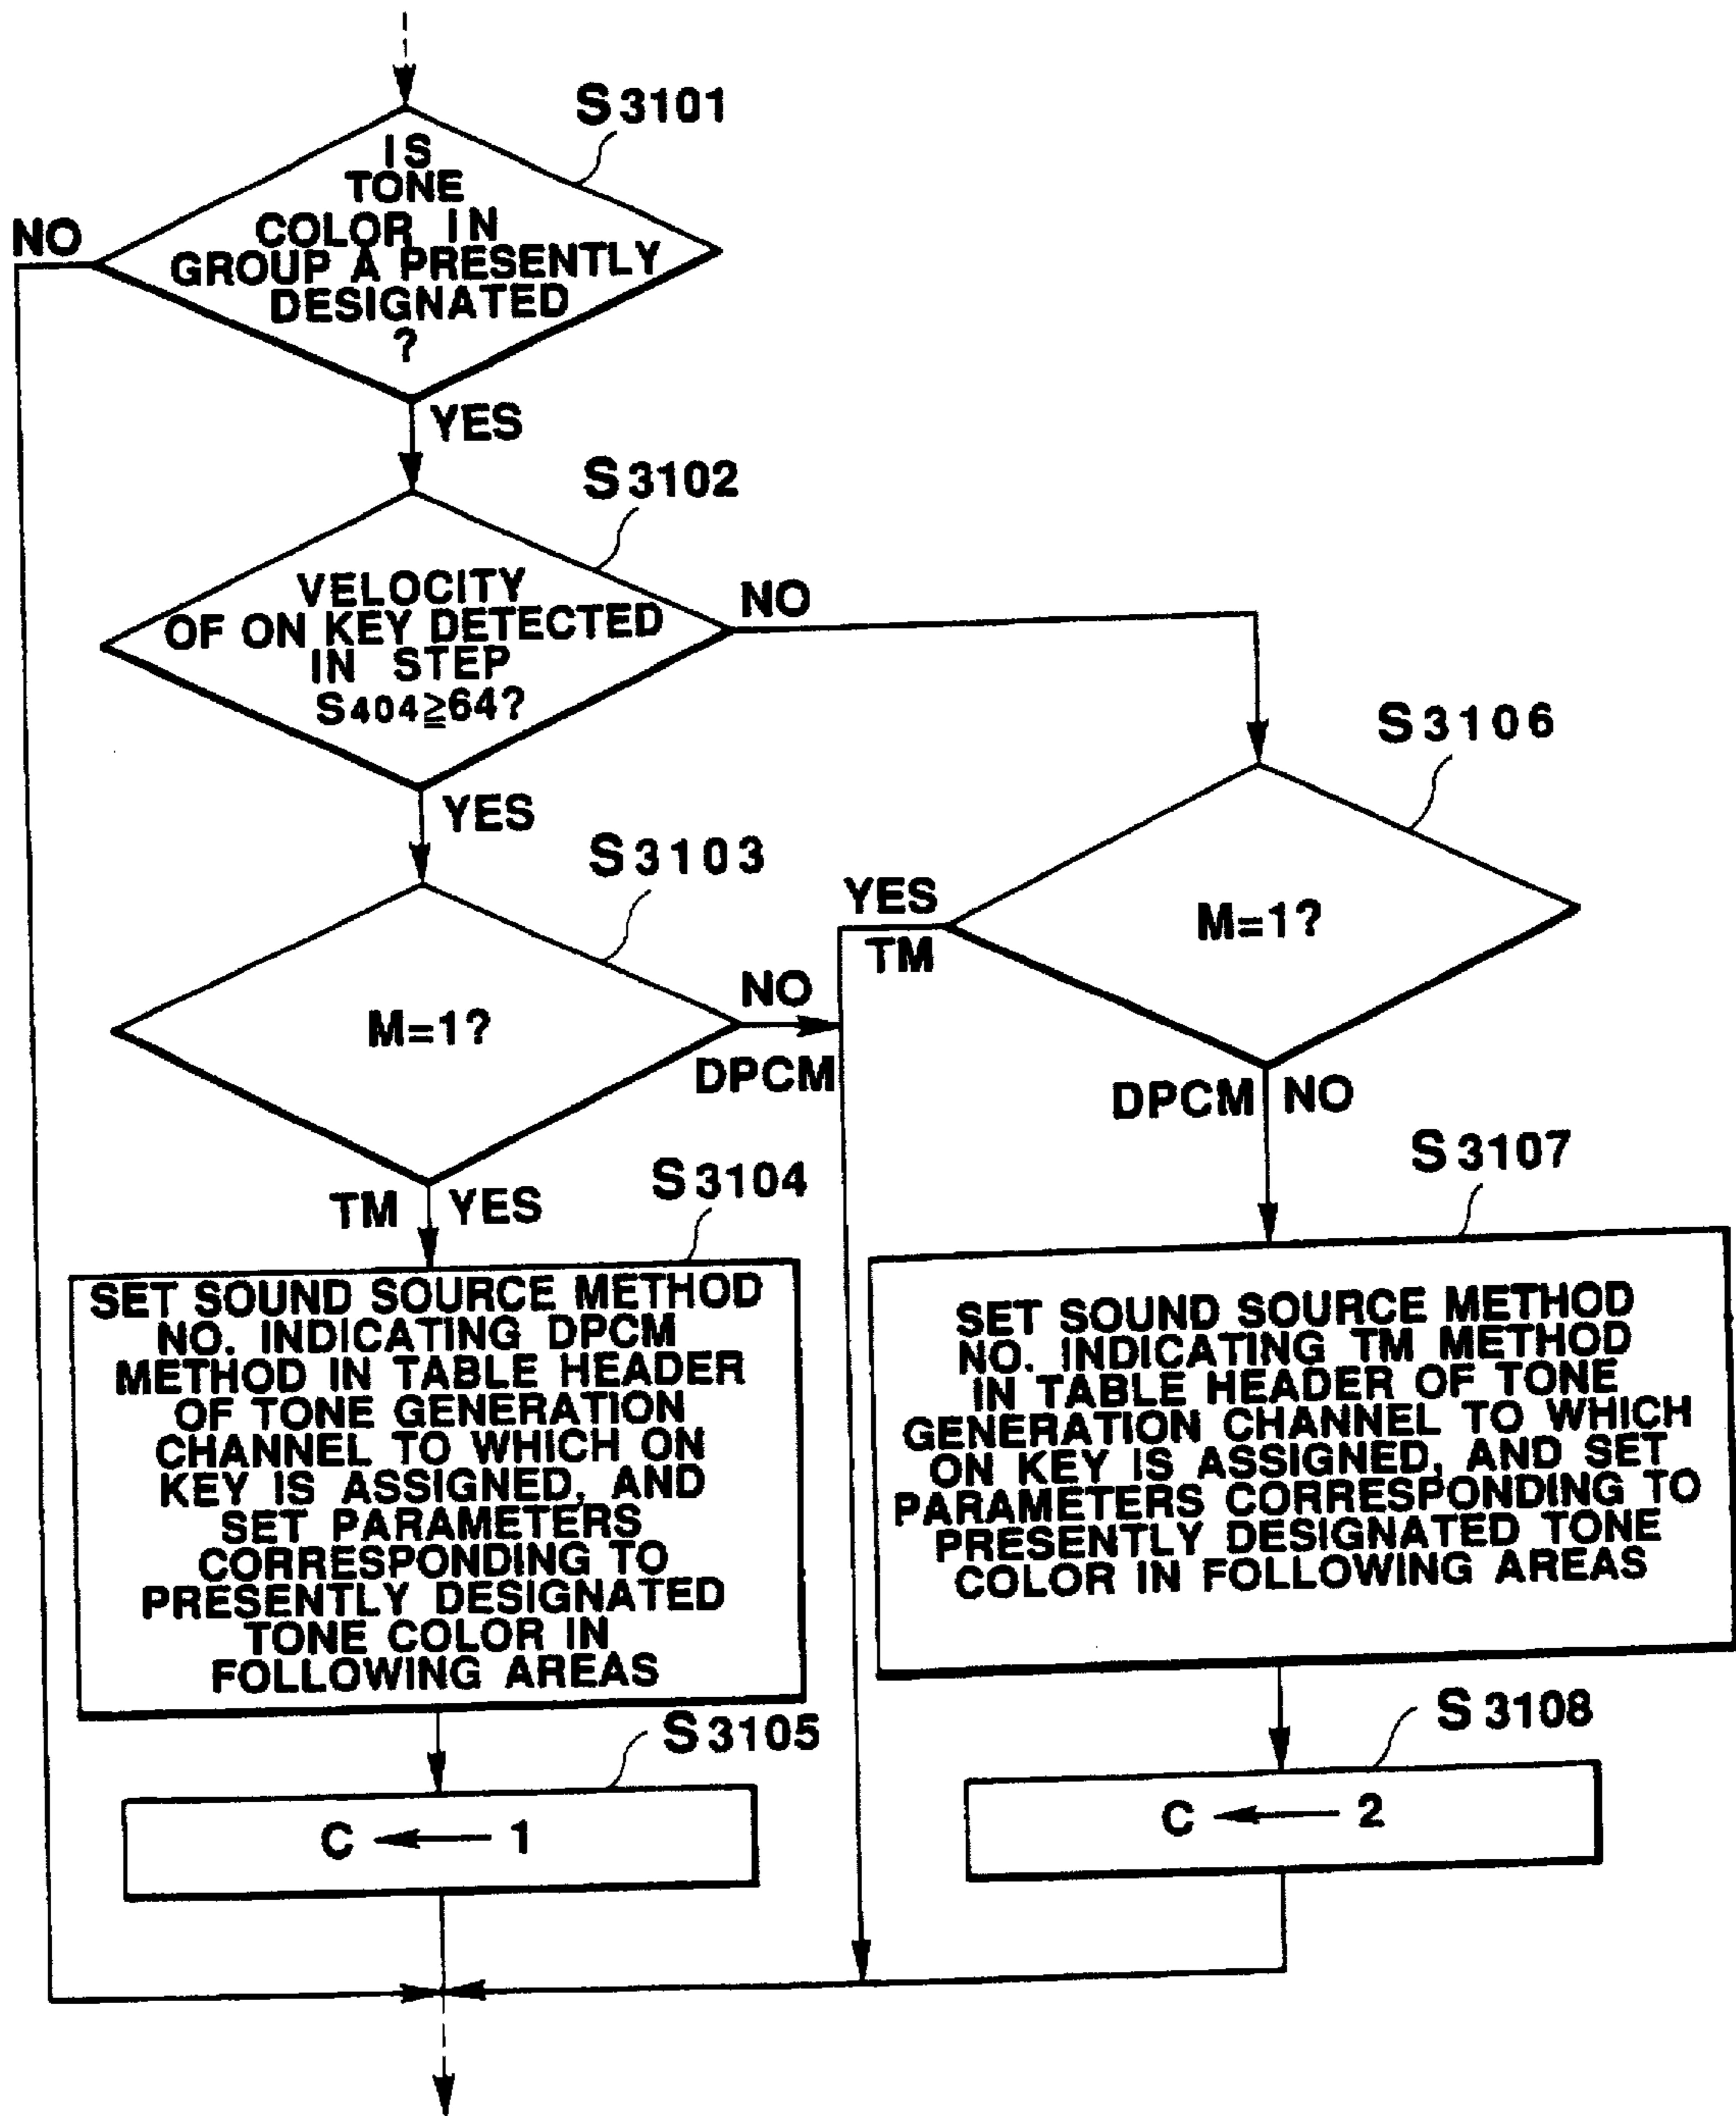 S3101
IS
TONE
COLOR IN
GROUP A PRESENTLY
DESIGNATED
?
NO
YES
S3102
VELOCITY
OF ON KEY DETECTED
IN STEP
S404≧64?
NO
YES
S3103
M=1?
NO
DPCM
TM YES
S3106
M=1?
YES
TM
DPCM NO
S3104
SET SOUND SOURCE METHOD
NO. INDICATING DPCM
METHOD IN TABLE HEADER
OF TONE GENERATION
CHANNEL TO WHICH ON
KEY IS ASSIGNED, AND
SET PARAMETERS
CORRESPONDING TO
PRESENTLY DESIGNATED
TONE COLOR IN
FOLLOWING AREAS
S3107
SET SOUND SOURCE METHOD
NO. INDICATING TM METHOD
IN TABLE HEADER OF TONE
GENERATION CHANNEL TO WHICH
ON KEY IS ASSIGNED, AND SET
PARAMETERS CORRESPONDING TO
PRESENTLY DESIGNATED TONE
COLOR IN FOLLOWING AREAS
S3105
C ← 1
S3108
C ← 2